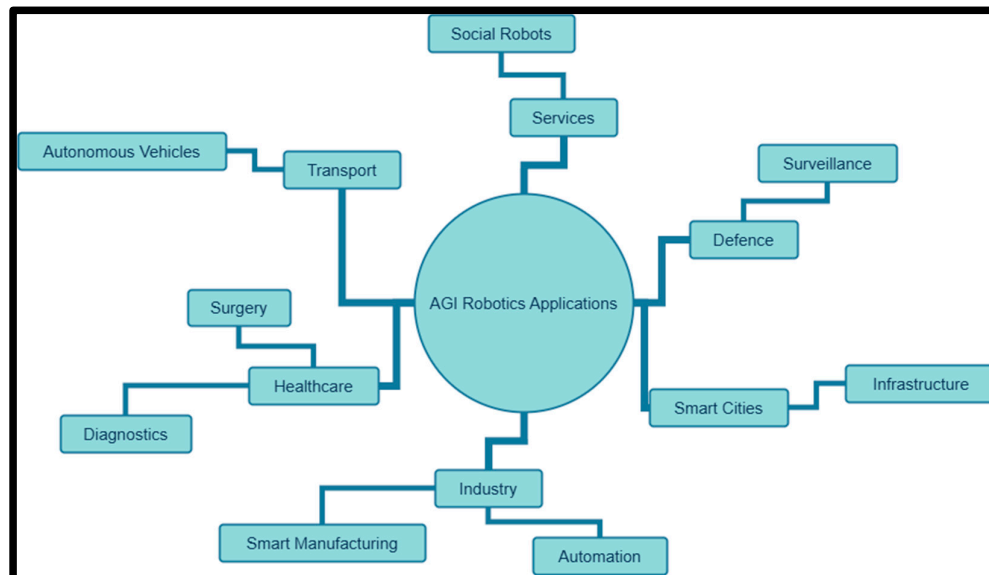 Social Robots
Services
Autonomous Vehicles
Transport
Surveillance
Defence
AGI Robotics Applications
Surgery
Healthcare
Infrastructure
Smart Cities
Diagnostics
Industry
Smart Manufacturing
Automation